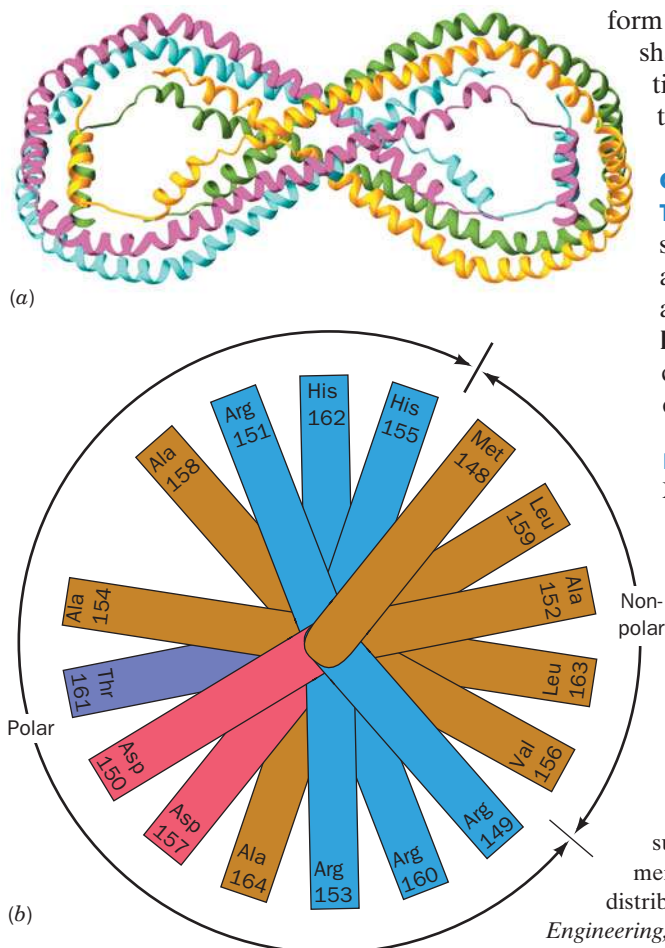 form
sh
ti
t
s
a
a
(a)
His
162
Arg
151
His
155
Met
148
Ala
158
Leu
159
Ala
152
Ala
154
Non-
polar
Leu
163
Thr
161
Polar
Val
156
Asp
150
Asp
157
Arg
149
Ala
164
Arg
153
Arg
160
(b)
su
mer
distrib
Engineering,